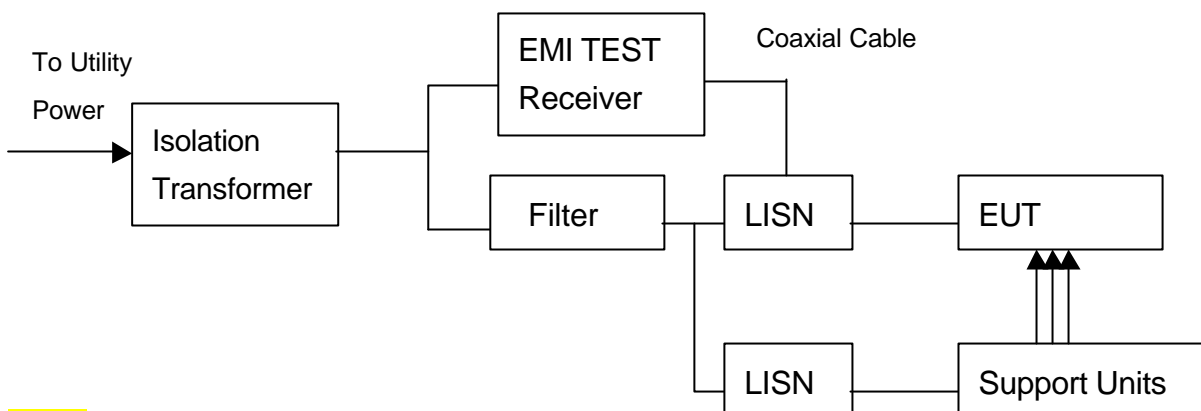 To Utility
Power
Isolation
Transformer
EMI TEST
Receiver
Coaxial Cable
Filter
LISN
EUT
LISN
Support Units